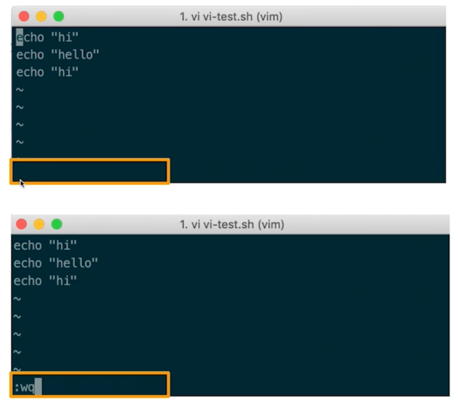 1. vi vi-test.sh (vim)
echo "hi"
echo "hello"
echo "hi"
~
~
~
~
~
1. vi vi-test.sh (vim)
echo "hi"
echo "hello"
echo "hi"
~
~
~
~
~
:wq